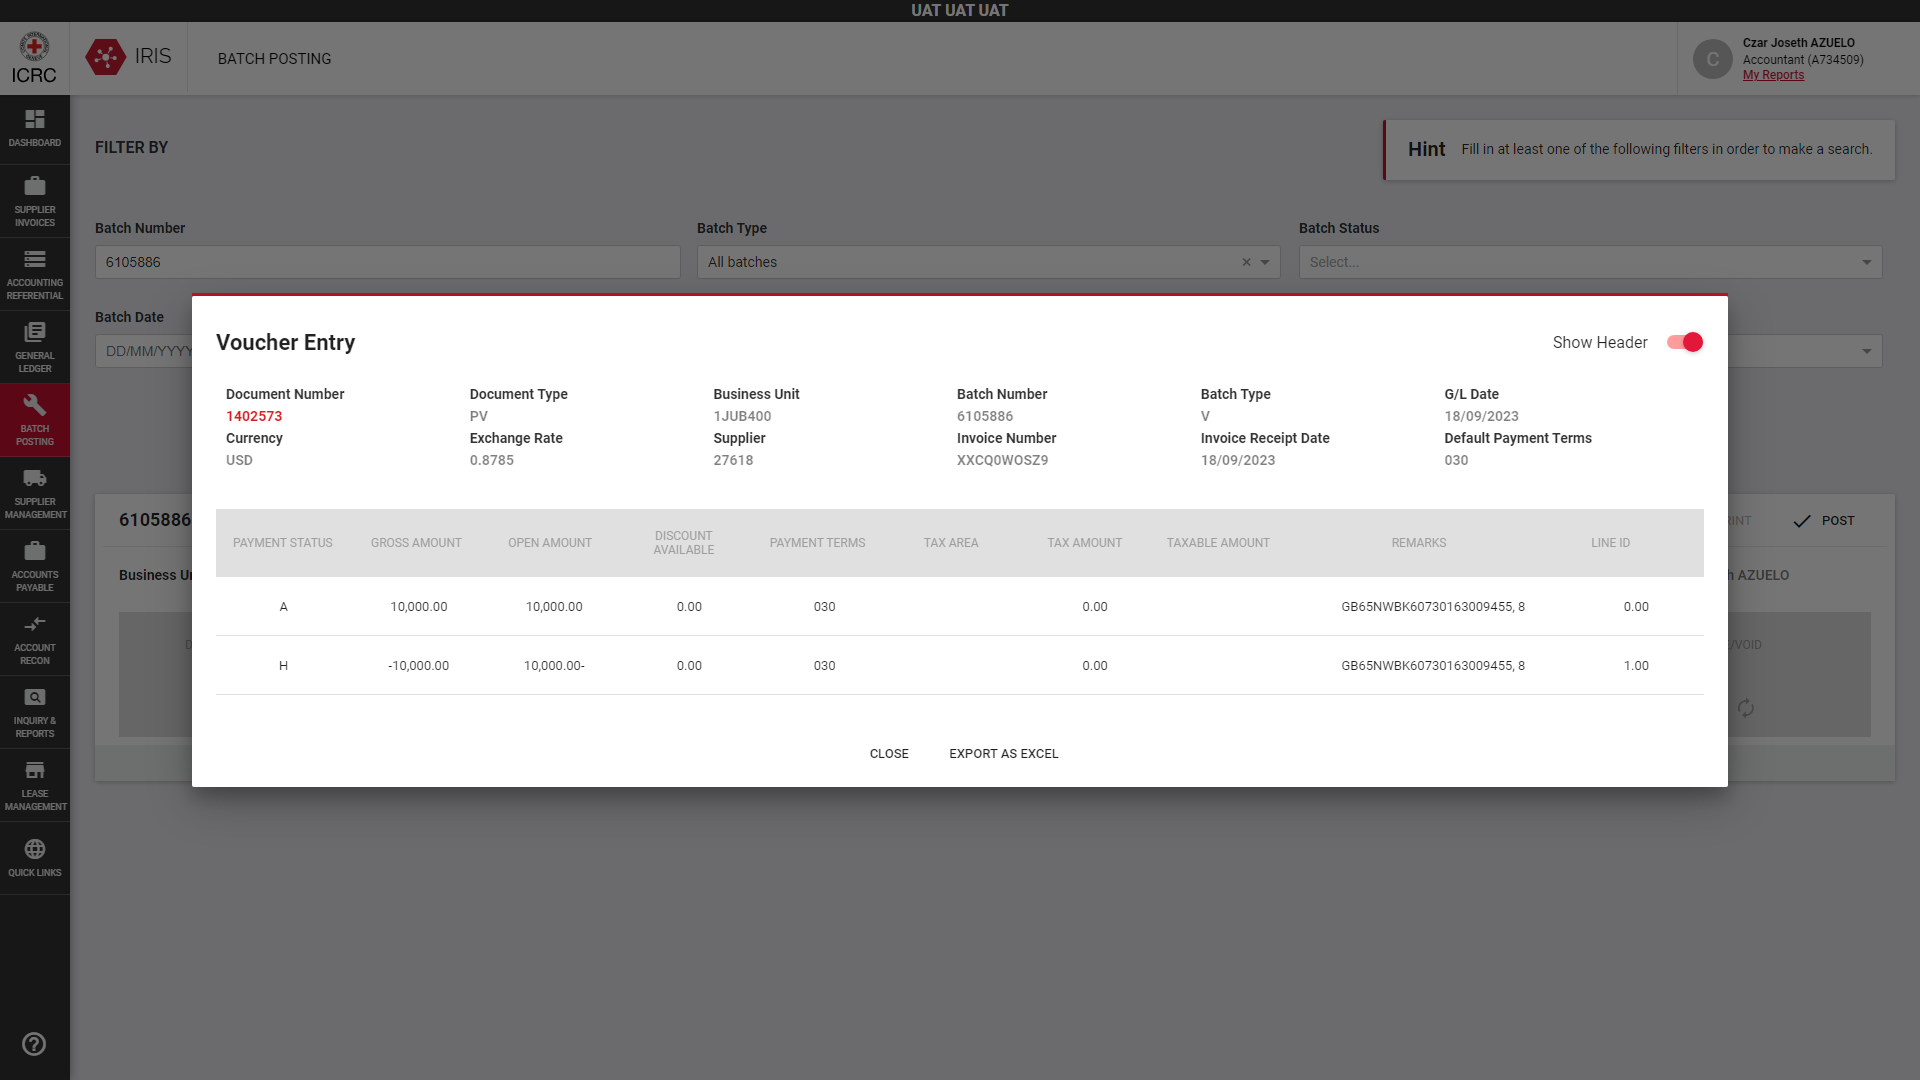 UAT UAT UAT
ICRC
IRIS
BATCH POSTING
C
Czar Joseth AZUELO
Accountant (A734509)
My Reports
DASHBOARD
SUPPLIER
INVOICES
ACCOUNTING
REFERENTIAL
GENERAL
LEDGER
BATCH
POSTING
SUPPLIER
MANAGEMENT
ACCOUNTS
PAYABLE
ACCOUNT
RECON
INQUIRY &
REPORTS
LEASE
MANAGEMENT
QUICK LINKS
FILTER BY
Hint Fill in at least one of the following filters in order to make a search.
Batch Number Batch Type Batch Status
6105886 All batches Select...
Batch Date
DD/MM/YYYY
Voucher Entry Show Header
Document Number Document Type Business Unit Batch Number Batch Type G/L Date
1402573 PV 1JUB400 6105886 V 18/09/2023
Currency Exchange Rate Supplier Invoice Number Invoice Receipt Date Default Payment Terms
USD 0.8785 27618 XXCQ0WOSZ9 18/09/2023 030
PAYMENT STATUS GROSS AMOUNT OPEN AMOUNT DISCOUNT AVAILABLE PAYMENT TERMS TAX AREA TAX AMOUNT TAXABLE AMOUNT REMARKS LINE ID
A 10,000.00 10,000.00 0.00 030 0.00 GB65NWBK60730163009455, 8 0.00
H -10,000.00 10,000.00- 0.00 030 0.00 GB65NWBK60730163009455, 8 1.00
CLOSE EXPORT AS EXCEL
6105886 POST
Business
AZUELO
/VOID